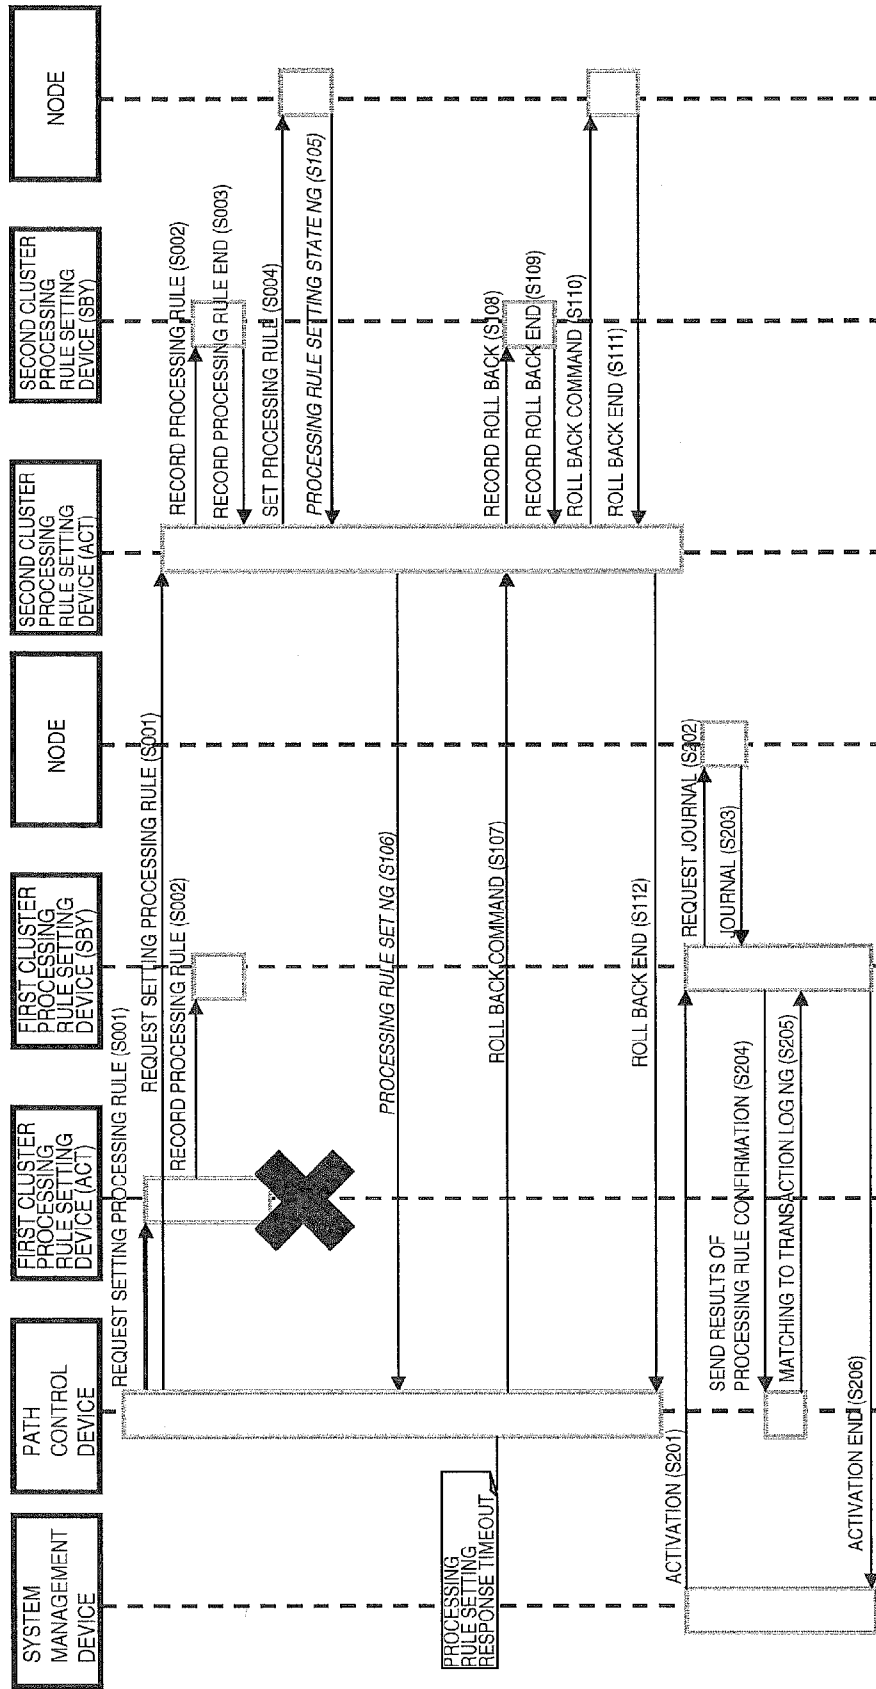 SYSTEM
MANAGEMENT
DEVICE
PATH
CONTROL
DEVICE
FIRST CLUSTER
PROCESSING
RULE SETTING
DEVICE (ACT)
FIRST CLUSTER
PROCESSING
RULE SETTING
DEVICE (SBY)
NODE
SECOND CLUSTER
PROCESSING
RULE SETTING
DEVICE (ACT)
SECOND CLUSTER
PROCESSING
RULE SETTING
DEVICE (SBY)
NODE
REQUEST SETTING PROCESSING RULE (S001)
REQUEST SETTING PROCESSING RULE (S001)
RECORD PROCESSING RULE (S002)
RECORD PROCESSING RULE (S002)
RECORD PROCESSING RULE END (S003)
SET PROCESSING RULE (S004)
PROCESSING RULE SETTING STATE NG (S105)
PROCESSING RULE SET NG (S106)
PROCESSING
RULE SETTING
RESPONSE TIMEOUT
ROLL BACK COMMAND (S107)
RECORD ROLL BACK (S108)
RECORD ROLL BACK END (S109)
ROLL BACK COMMAND (S110)
ROLL BACK END (S111)
ROLL BACK END (S112)
ACTIVATION (S201)
REQUEST JOURNAL (S202)
JOURNAL (S203)
SEND RESULTS OF
PROCESSING RULE CONFIRMATION (S204)
MATCHING TO TRANSACTION LOG NG (S205)
ACTIVATION END (S206)